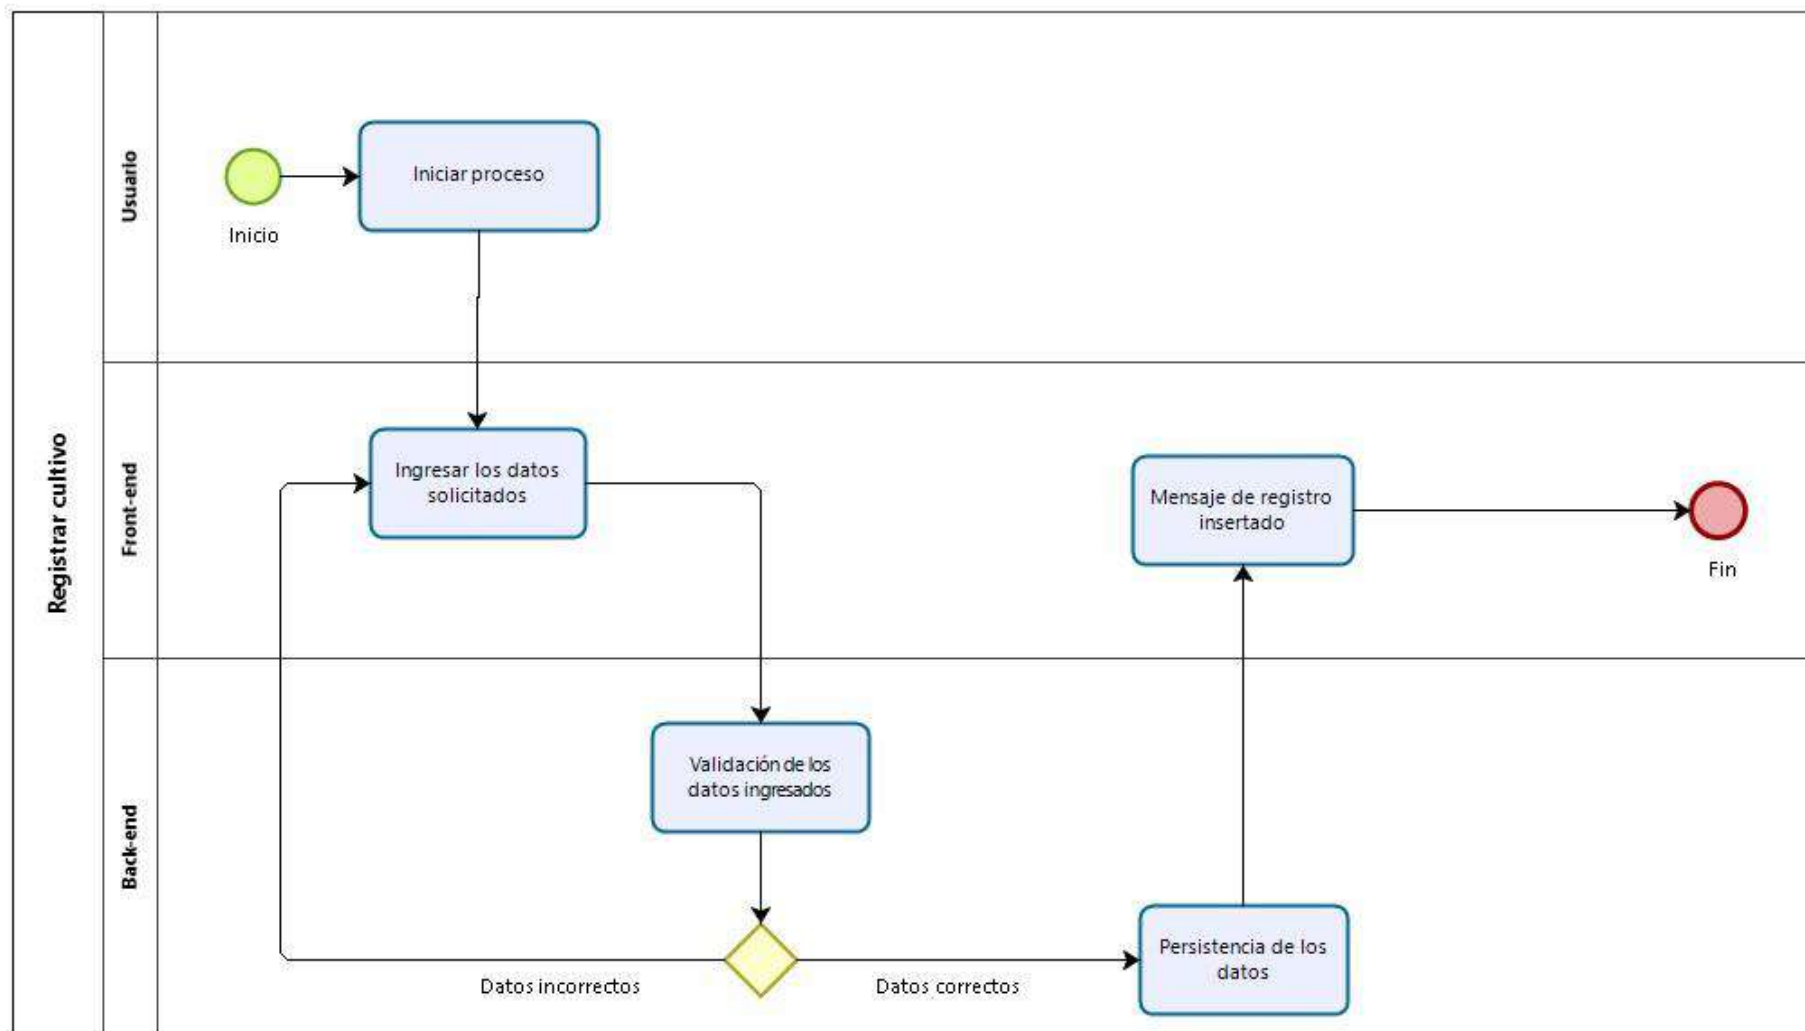 Registrar cultivo
Usuario
Inicio
Iniciar proceso
Front-end
Ingresar los datos
solicitados
Mensaje de registro
insertado
Fin
Back-end
Validación de los
datos ingresados
Datos incorrectos
Datos correctos
Persistencia de los
datos